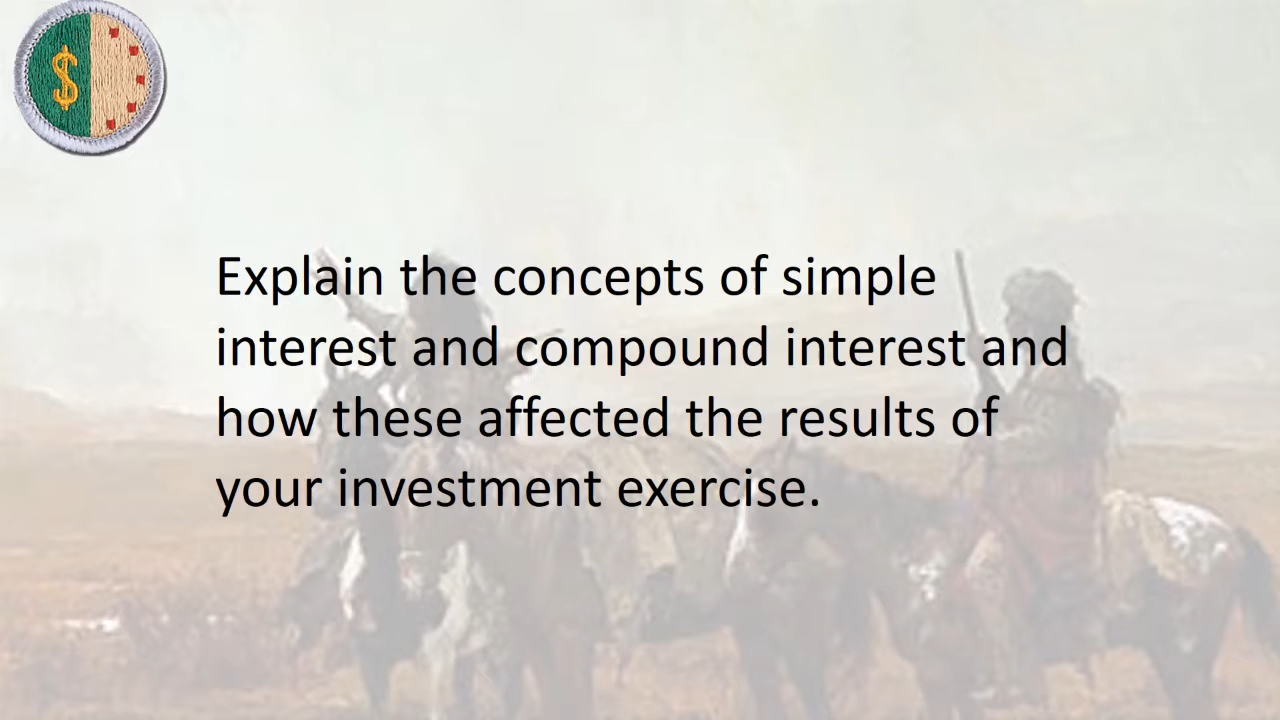 Explain the concepts of simple
interest and compound interest and
how these affected the results of
your investment exercise.